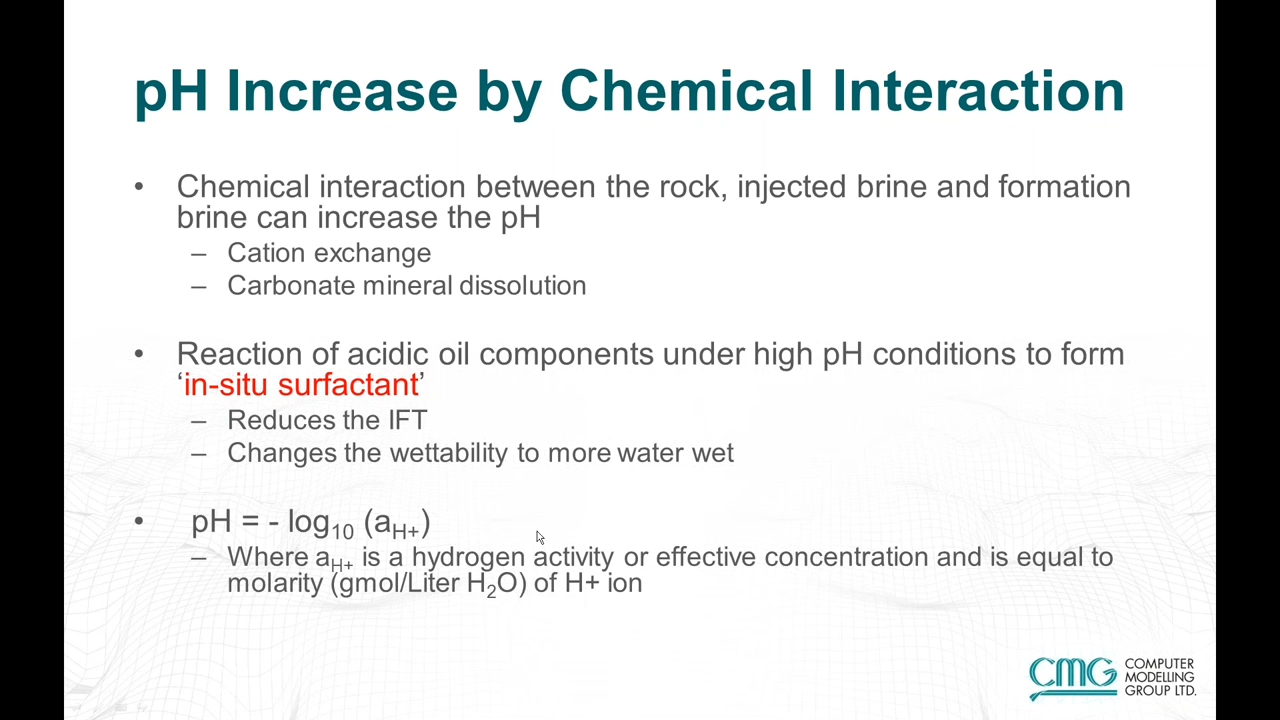 pH Increase by Chemical Interaction
• Chemical interaction between the rock, injected brine and formation
brine can increase the pH
– Cation exchange
– Carbonate mineral dissolution
• Reaction of acidic oil components under high pH conditions to form
‘in-situ surfactant’
– Reduces the IFT
– Changes the wettability to more water wet
• pH = - log₁₀ (aH+)
– Where aH+ is a hydrogen activity or effective concentration and is equal to
molarity (gmol/Liter H₂O) of H+ ion
CMG
COMPUTER
MODELLING
GROUP LTD.